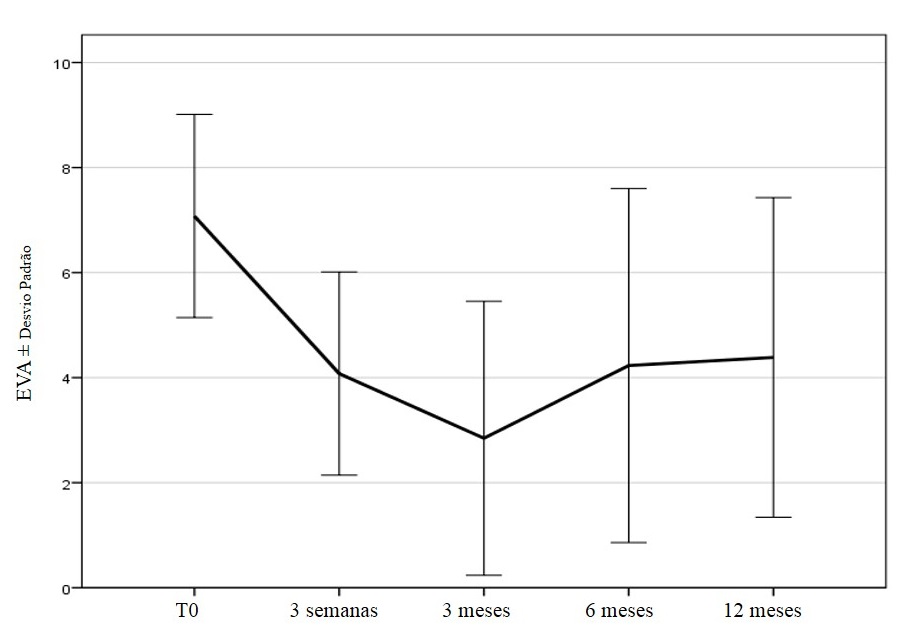 10
8
6
4
2
0
EVA ± Desvio Padrão
T0
3 semanas
3 meses
6 meses
12 meses